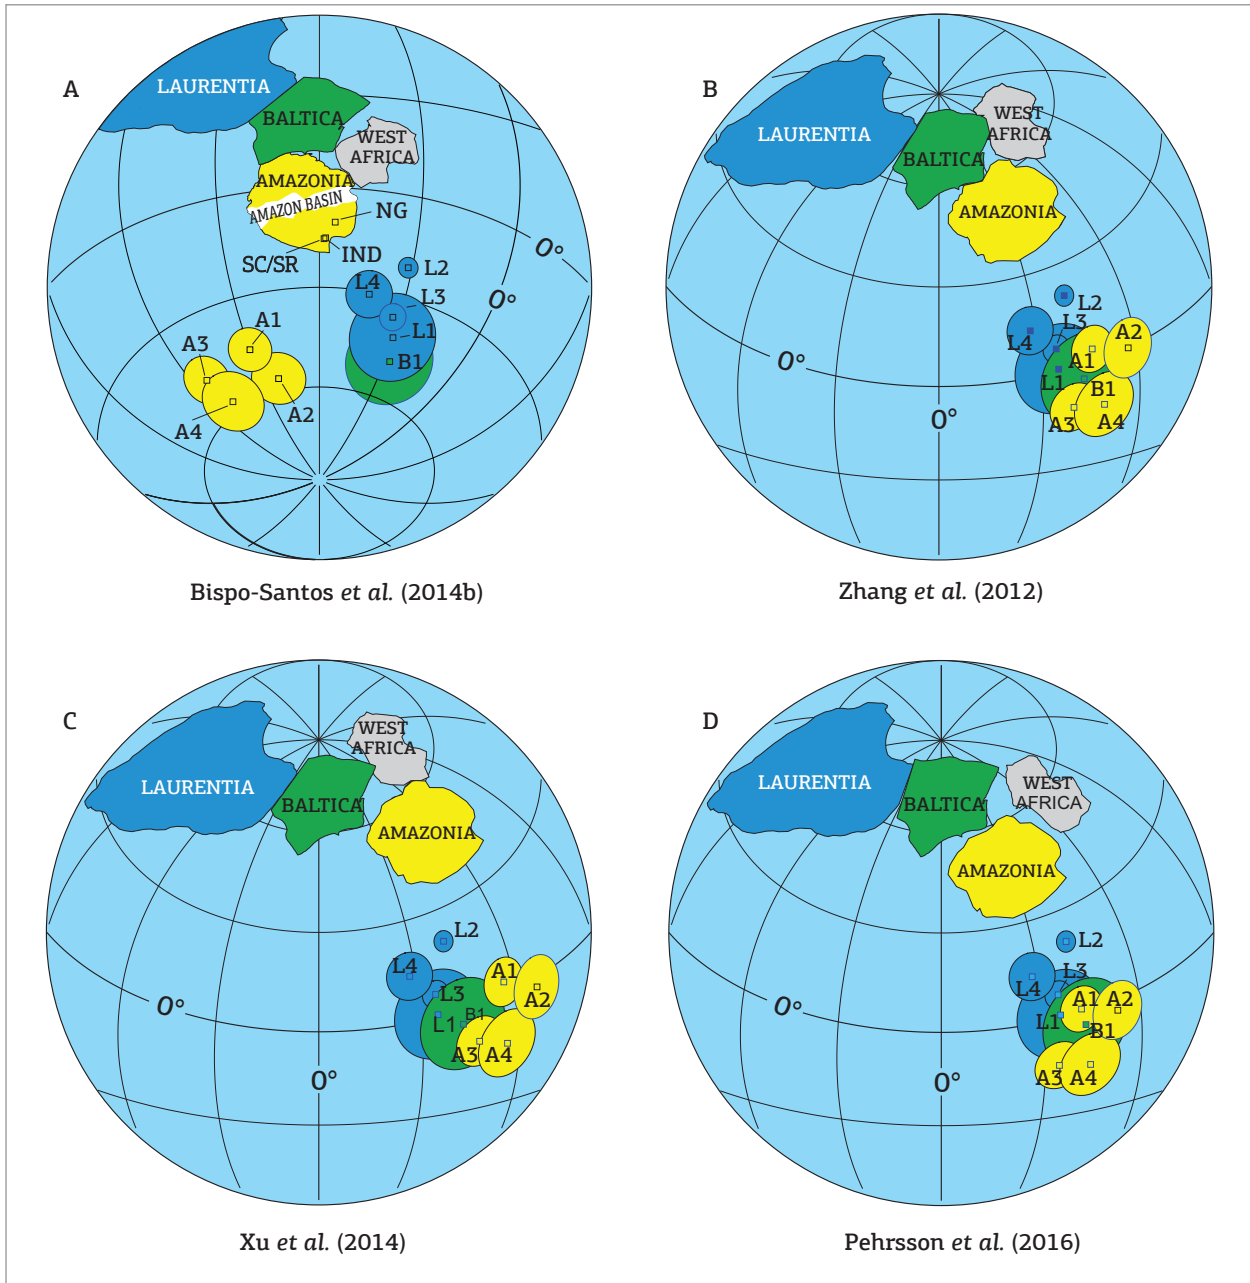 A
LAURENTIA
BALTICA
WEST
AFRICA
AMAZONIA
AMAZON BASIN
NG
SC/SR
IND
0°
0°
L2
L4
L3
L1
B1
A1
A3
A2
A4
Bispo-Santos et al. (2014b)
B
LAURENTIA
BALTICA
WEST
AFRICA
AMAZONIA
L2
L3
L4
A2
A1
L1
B1
A3
A4
0°
0°
Zhang et al. (2012)
C
LAURENTIA
BALTICA
WEST
AFRICA
AMAZONIA
L2
L4
A1
L3
A2
L1
B1
A3
A4
0°
0°
Xu et al. (2014)
D
LAURENTIA
BALTICA
WEST
AFRICA
AMAZONIA
L2
L3
L4
A1
A2
L1
B1
A3
A4
0°
0°
Pehrsson et al. (2016)